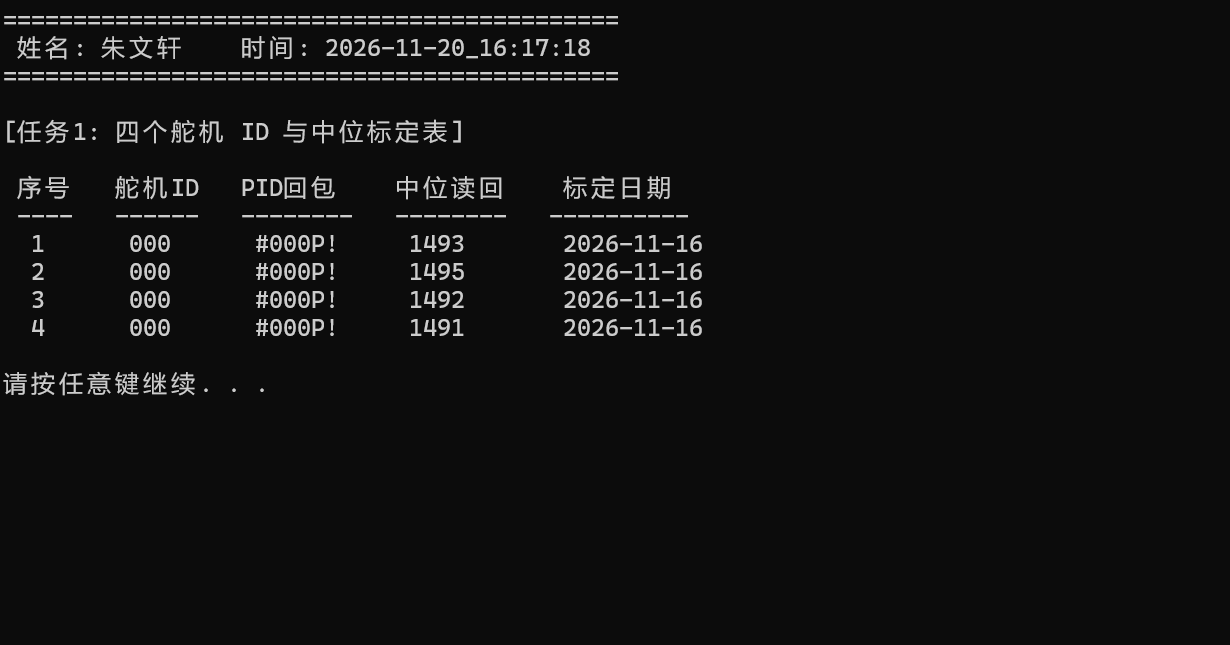 ============================================
姓名: 朱文轩    时间: 2026-11-20_16:17:18
============================================
[任务1: 四个舵机 ID 与中位标定表]
序号   舵机ID   PID回包    中位读回    标定日期
----   ------   --------   --------   ----------
1      000      #000P!     1493       2026-11-16
2      000      #000P!     1495       2026-11-16
3      000      #000P!     1492       2026-11-16
4      000      #000P!     1491       2026-11-16
请按任意键继续. . .